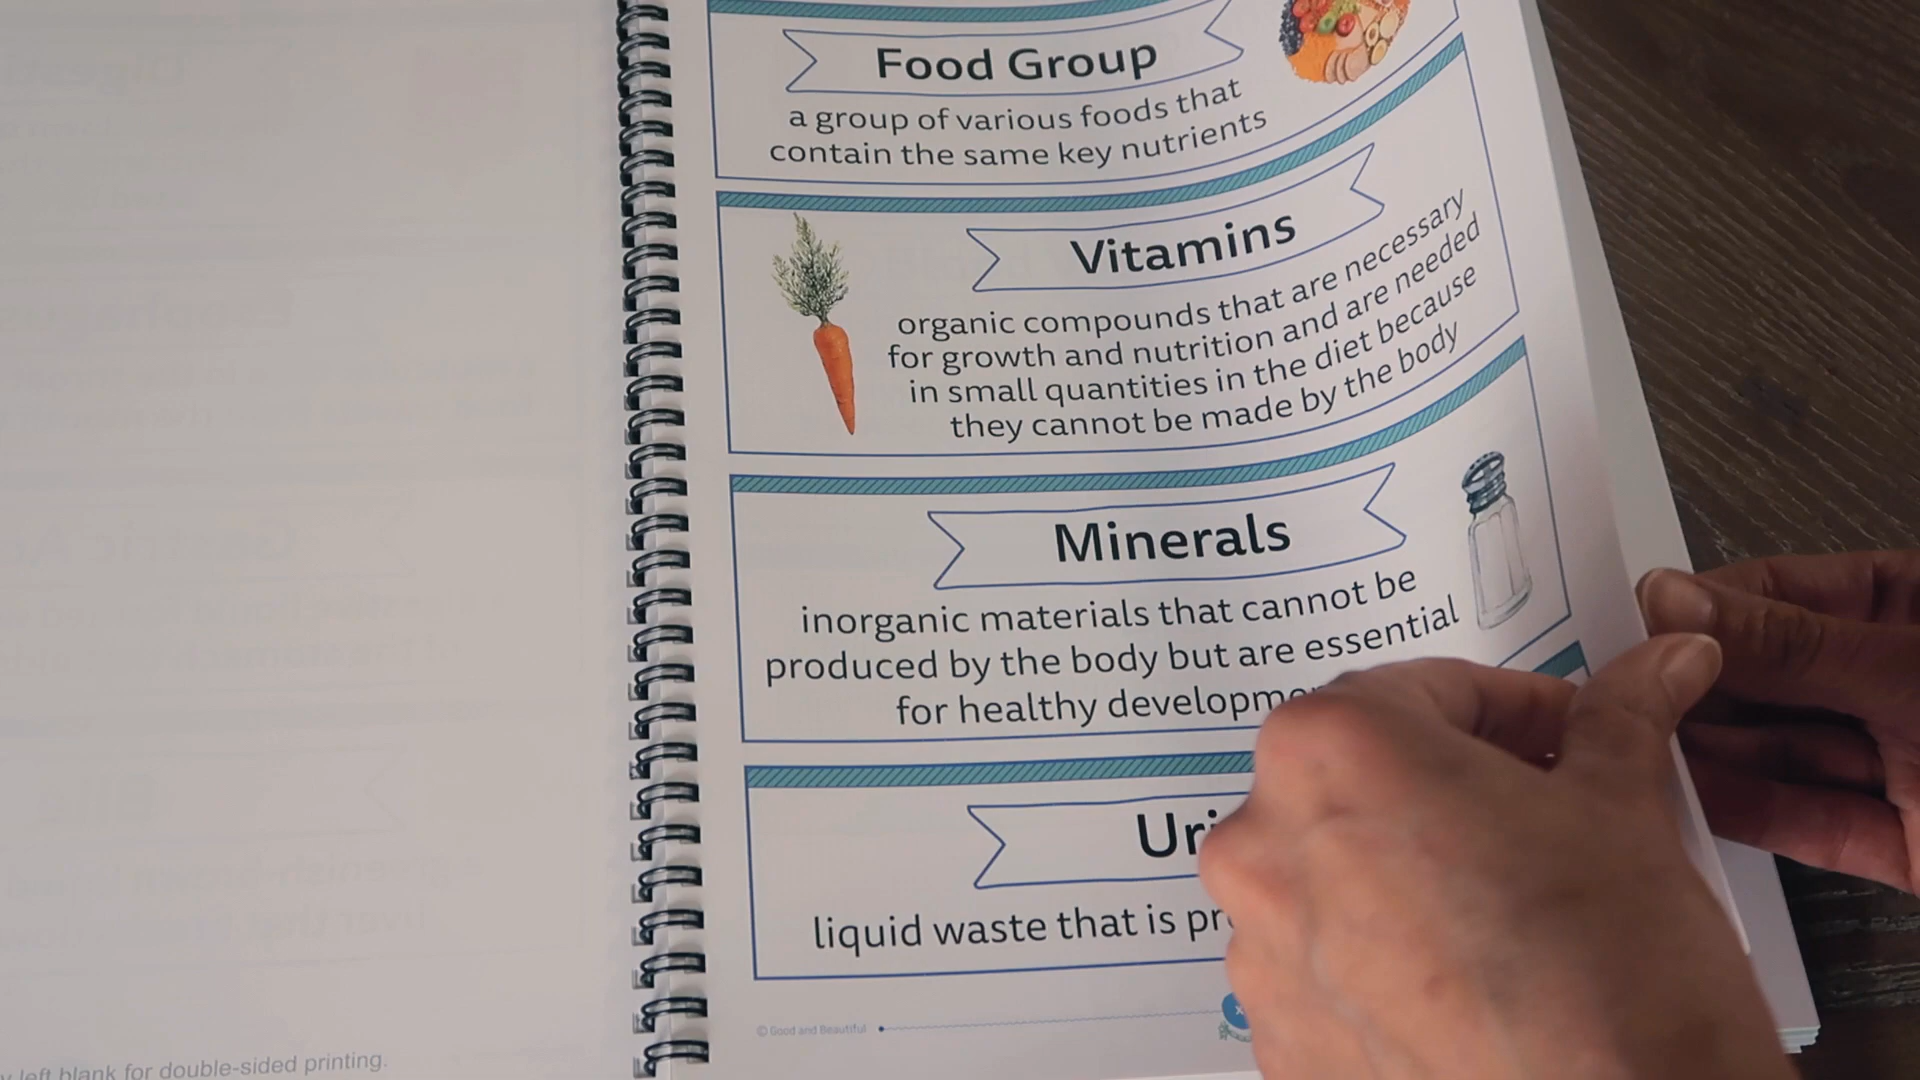 Food Group
a group of various foods that
contain the same key nutrients
Vitamins
organic compounds that are necessary
for growth and nutrition and are needed
in small quantities in the diet because
they cannot be made by the body
Minerals
inorganic materials that cannot be
produced by the body but are essential
for healthy
liquid waste that is
© Good and Beautiful
left blank for double-sided printing.